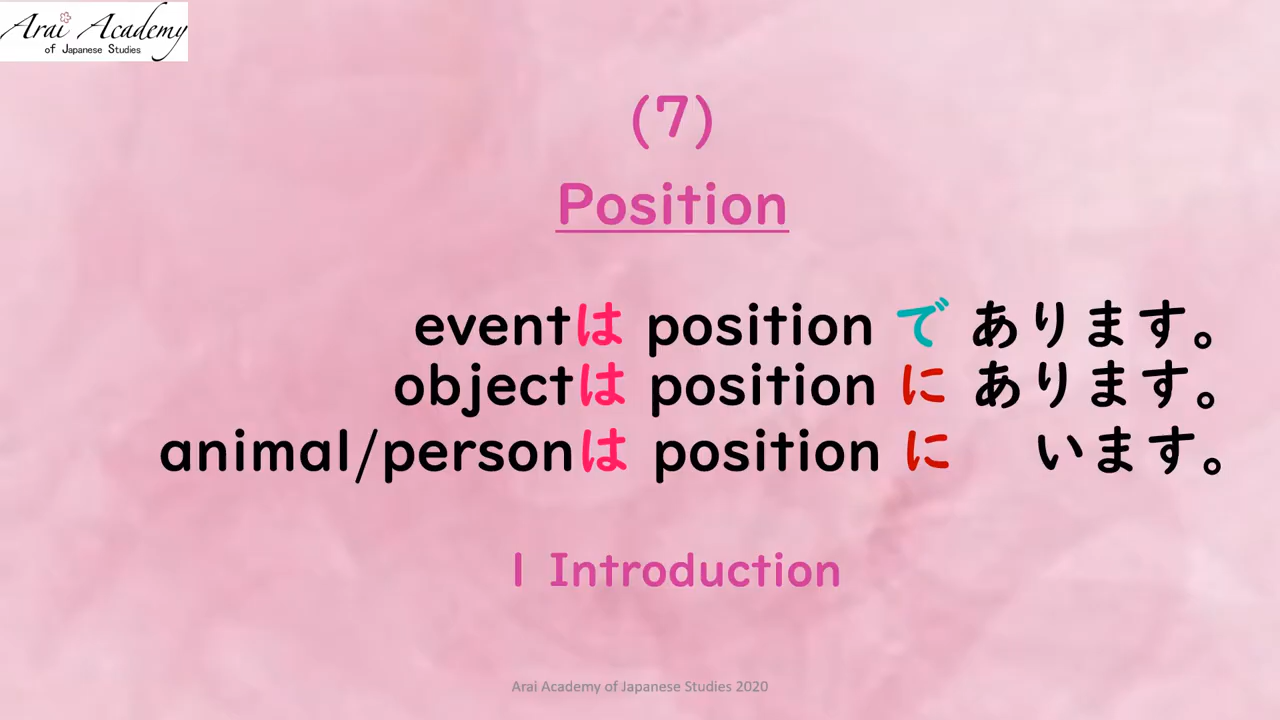 Arai Academy
of Japanese Studies
(7)
Position
eventは position で あります。
objectは position に あります。
animal/personは position に います。
1 Introduction
Arai Academy of Japanese Studies 2020